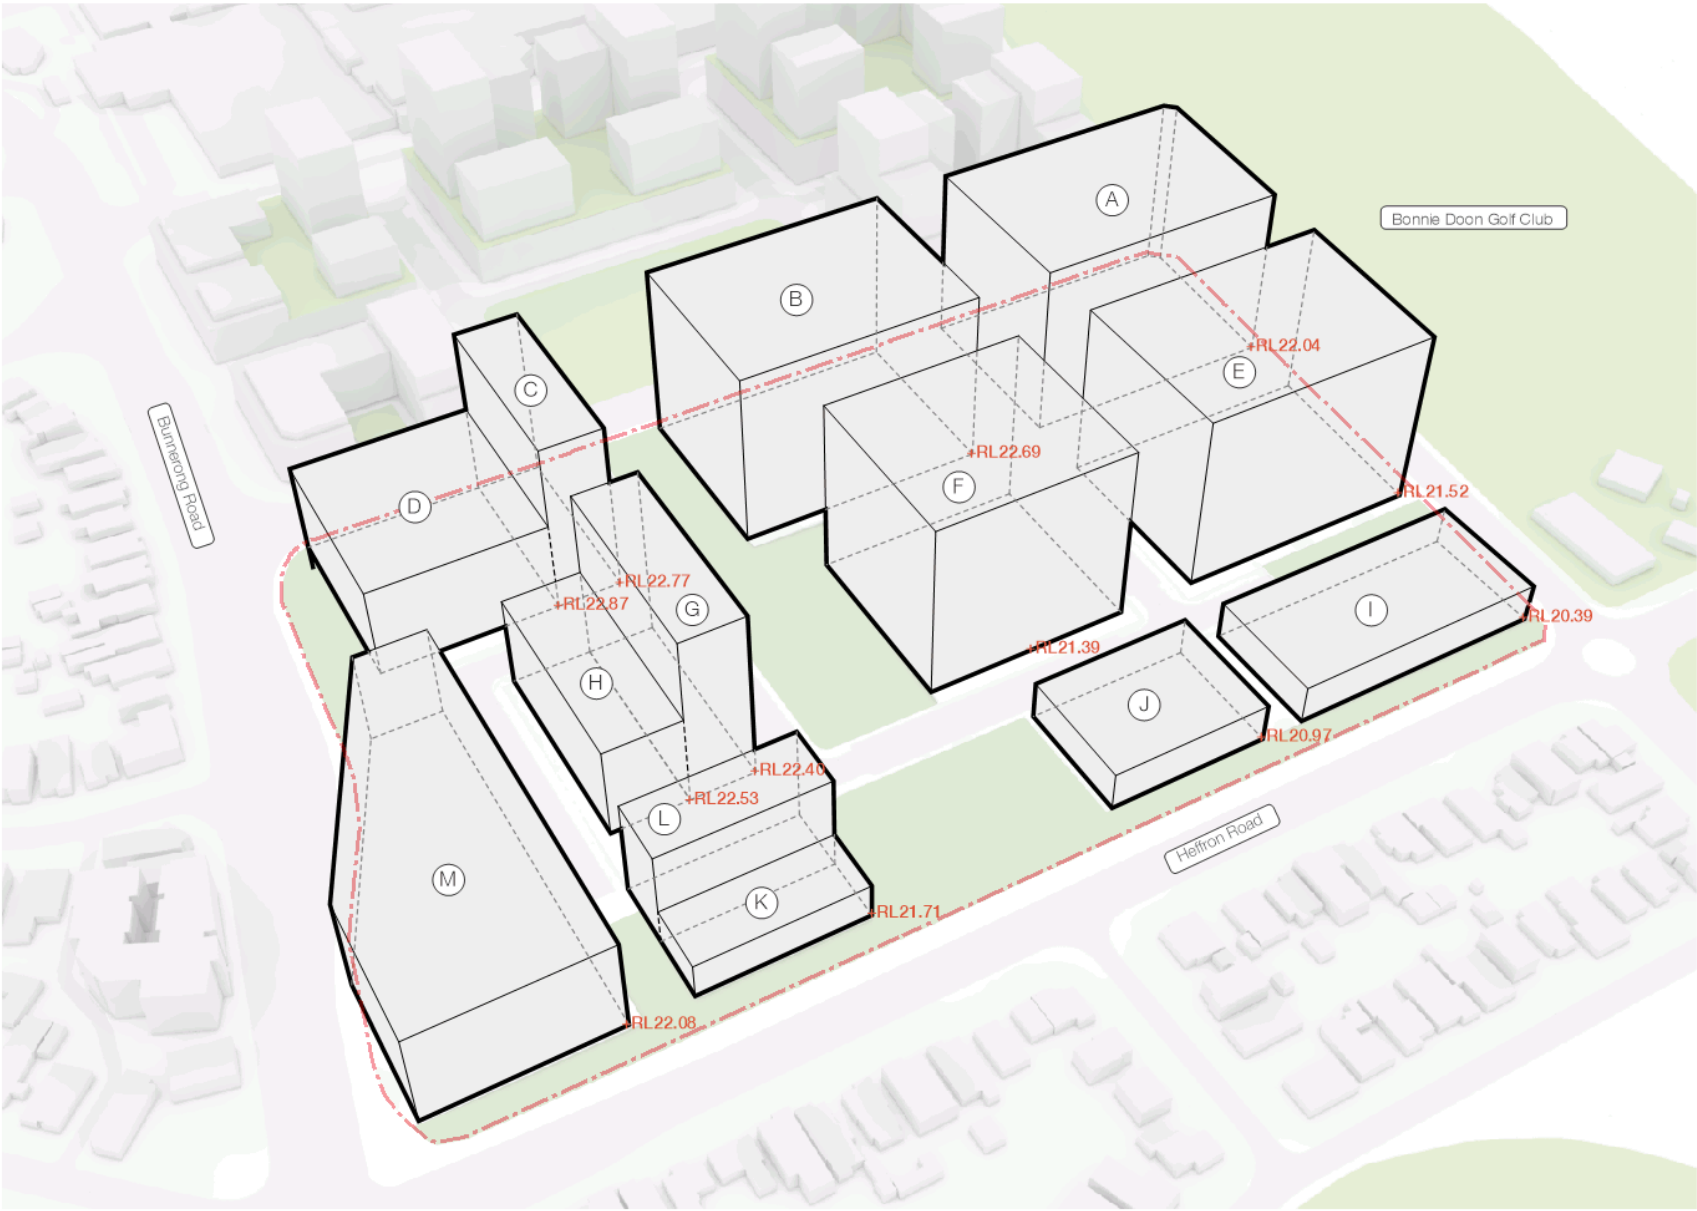 A
Bonnie Doon Golf Club
B
RL22.04
E
C
Bunnerong Road
RL22.69
F
RL21.52
D
RL22.77
RL22.87
G
I
RL20.39
RL21.39
H
J
RL20.97
RL22.40
RL22.53
L
Heffron Road
M
K
RL21.71
RL22.08